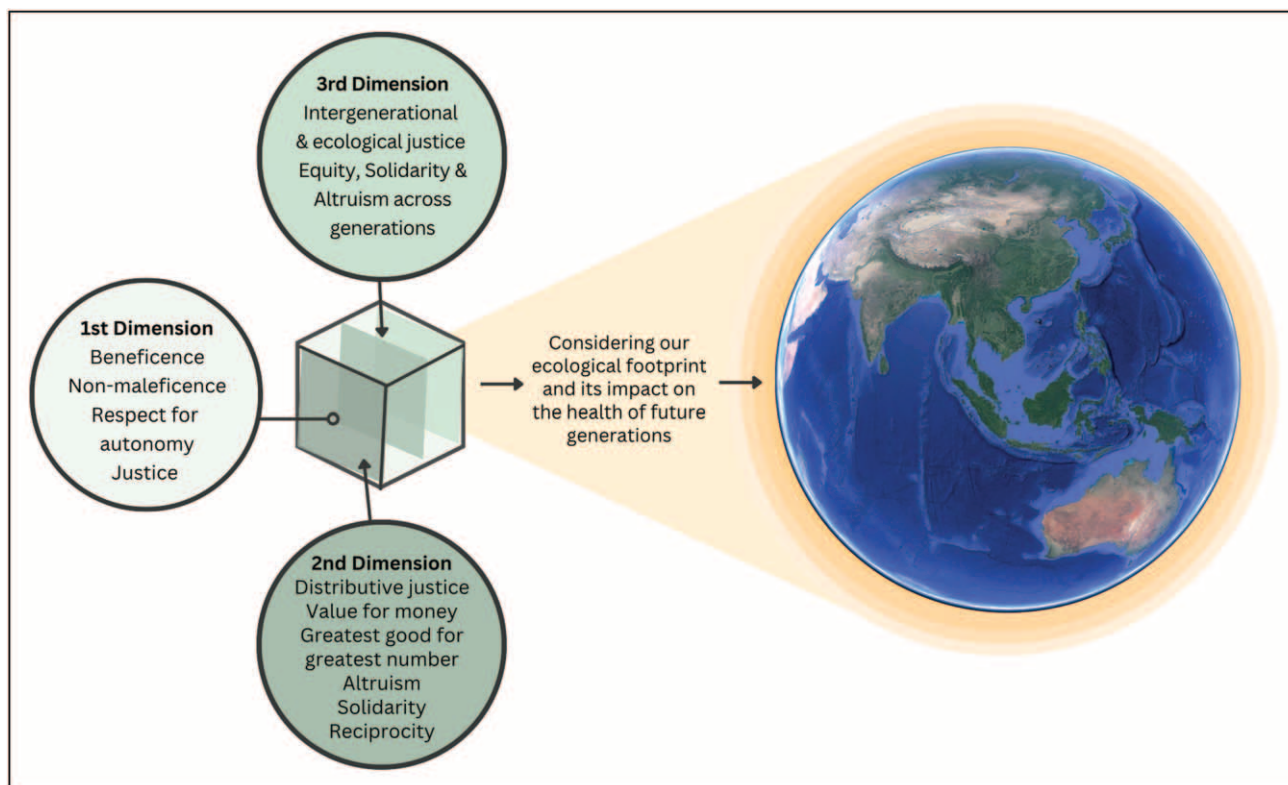 3rd Dimension
Intergenerational
& ecological justice
Equity, Solidarity &
Altruism across
generations
1st Dimension
Beneficence
Non-maleficence
Respect for
autonomy
Justice
Considering our
ecological footprint
and its impact on
the health of future
generations
2nd Dimension
Distributive justice
Value for money
Greatest good for
greatest number
Altruism
Solidarity
Reciprocity